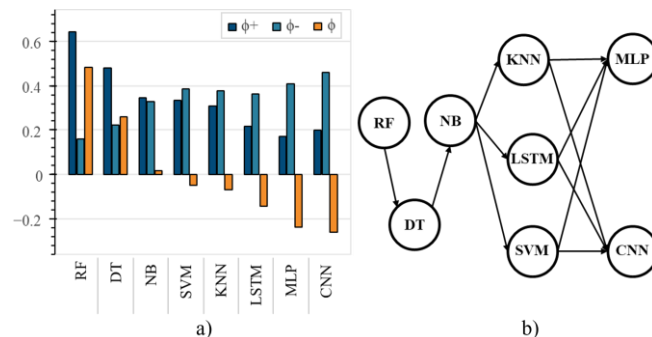 ϕ+ ϕ- ϕ
0.6
0.4
0.2
0
−0.2
RF DT NB SVM KNN LSTM MLP CNN
a)
KNN MLP
RF NB
LSTM
DT
SVM CNN
b)